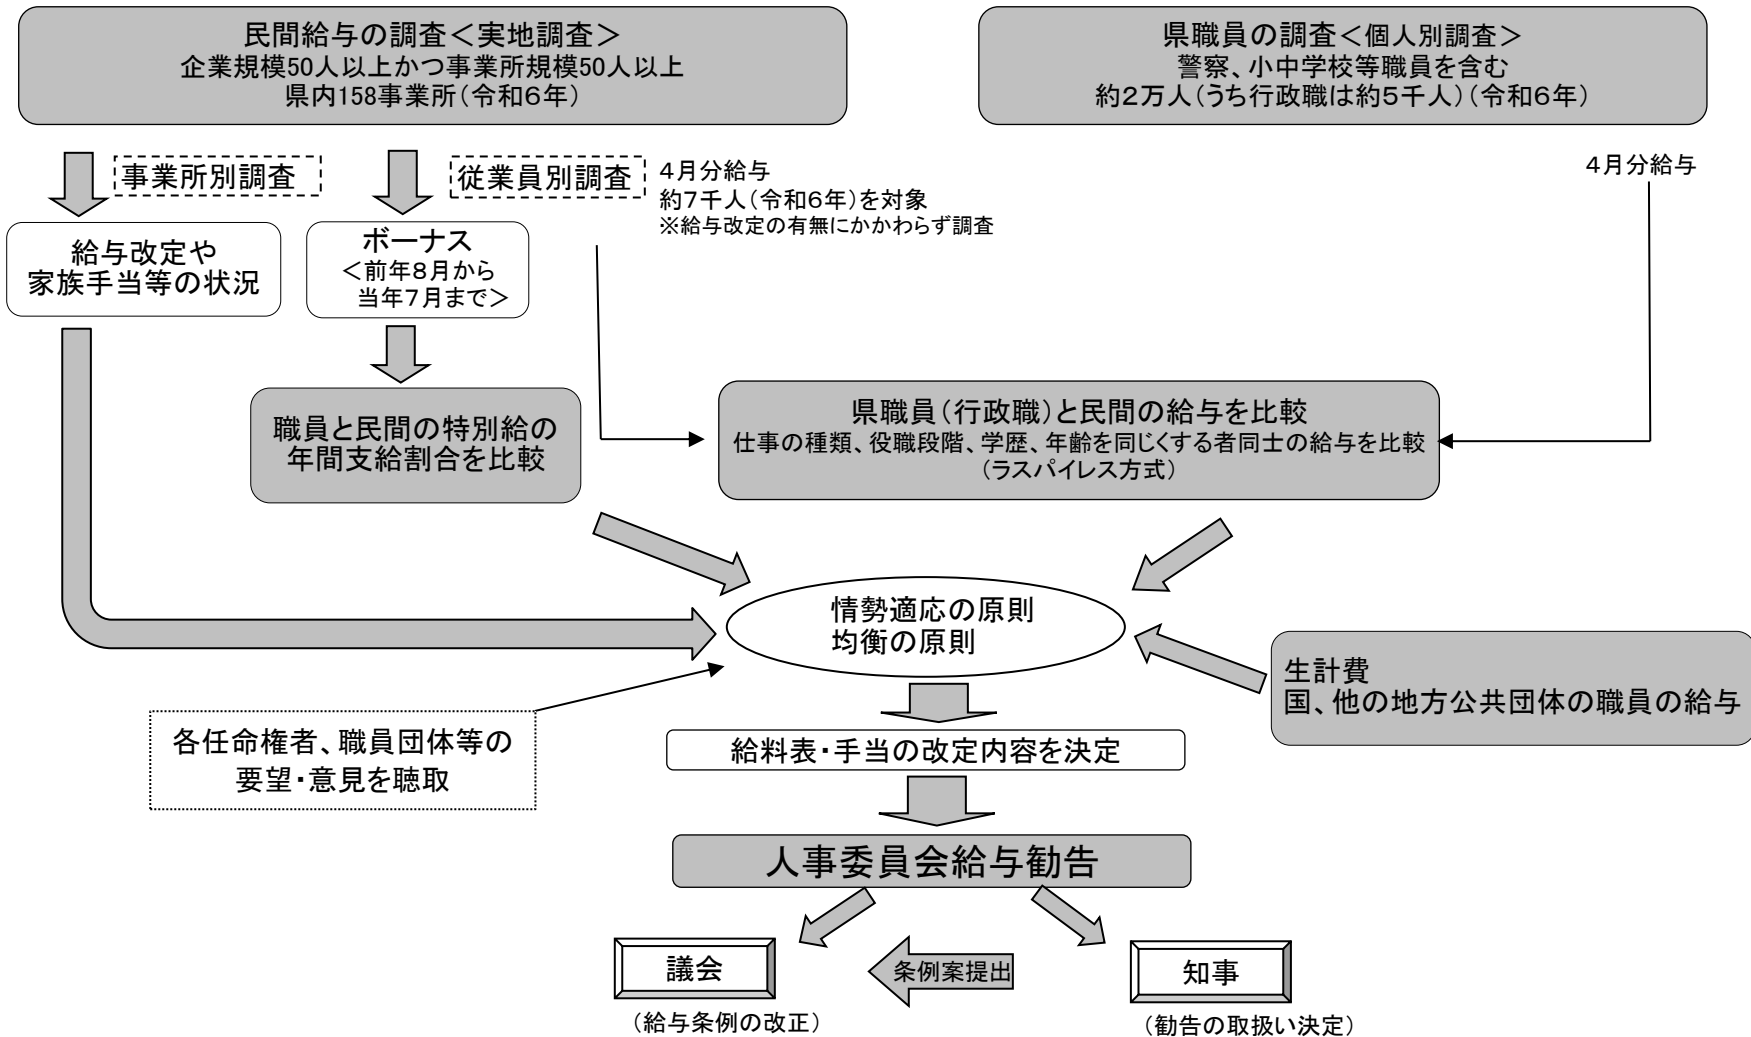 民間給与の調査＜実地調査＞
企業規模50人以上かつ事業所規模50人以上
県内158事業所(令和6年)
県職員の調査＜個人別調査＞
警察、小中学校等職員を含む
約2万人(うち行政職は約5千人)(令和6年)
事業所別調査
従業員別調査
4月分給与
約7千人(令和6年)を対象
※給与改定の有無にかかわらず調査
4月分給与
給与改定や
家族手当等の状況
ボーナス
＜前年8月から
当年7月まで＞
職員と民間の特別給の
年間支給割合を比較
県職員(行政職)と民間の給与を比較
仕事の種類、役職段階、学歴、年齢を同じくする者同士の給与を比較
(ラスパイレス方式)
情勢適応の原則
均衡の原則
生計費
国、他の地方公共団体の職員の給与
各任命権者、職員団体等の
要望・意見を聴取
給料表・手当の改定内容を決定
人事委員会給与勧告
議会
条例案提出
知事
(給与条例の改正)
(勧告の取扱い決定)